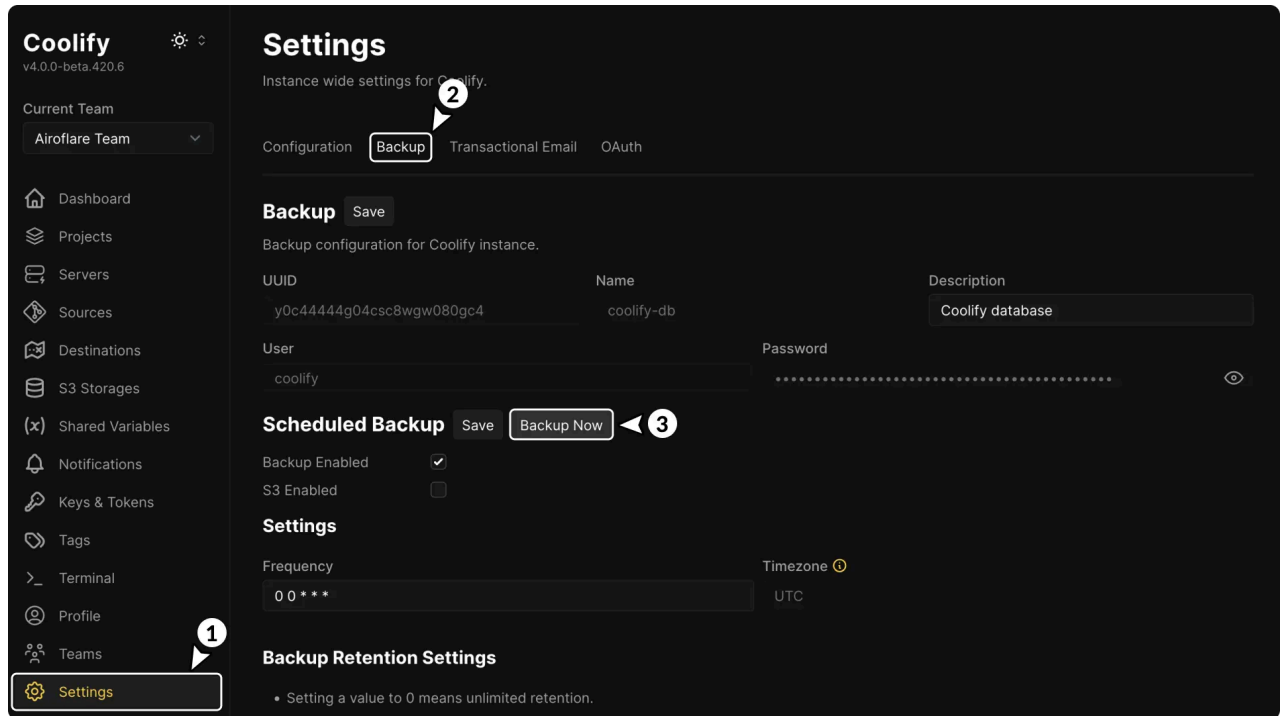 Coolify
v4.0.0-beta.420.6
Current Team
Airoflare Team
Dashboard
Projects
Servers
Sources
Destinations
S3 Storages
(x) Shared Variables
Notifications
Keys & Tokens
Tags
>_ Terminal
Profile
1
Teams
Settings
Settings
Instance wide settings for Coolify.
2
Configuration Backup Transactional Email OAuth
Backup Save
Backup configuration for Coolify instance.
UUID Name Description
y0c44444g04csc8wgw080gc4 coolify-db Coolify database
User Password
coolify ••••••••••••••••••••••••••••••••••••••••••••
Scheduled Backup Save Backup Now 3
Backup Enabled
S3 Enabled
Settings
Frequency Timezone
0 0 * * * UTC
Backup Retention Settings
• Setting a value to 0 means unlimited retention.